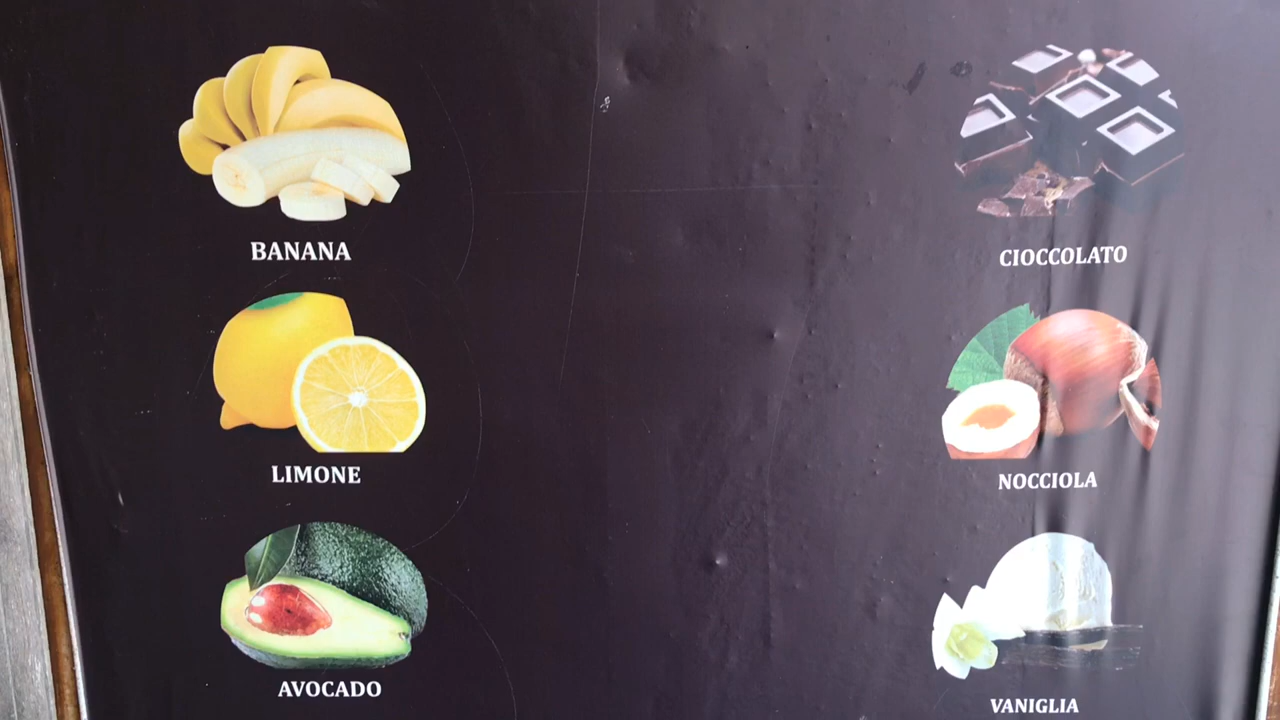 BANANA
CIOCCOLATO
LIMONE
NOCCIOLA
AVOCADO
VANIGLIA